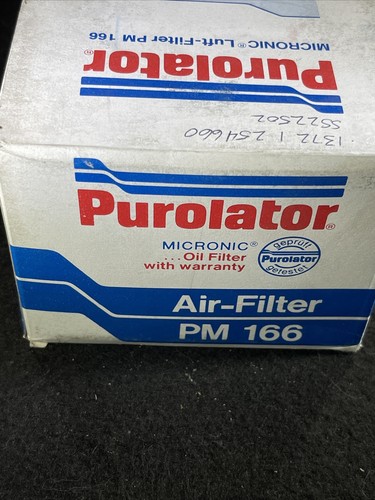 MICRONIC® Luft-Filter PM 166
Purolator®
1372 1 254660
SS22502
Purolator®
MICRONIC®
...Oil Filter
with warranty
geprüft
Purolator
getestet
Air-Filter
PM 166